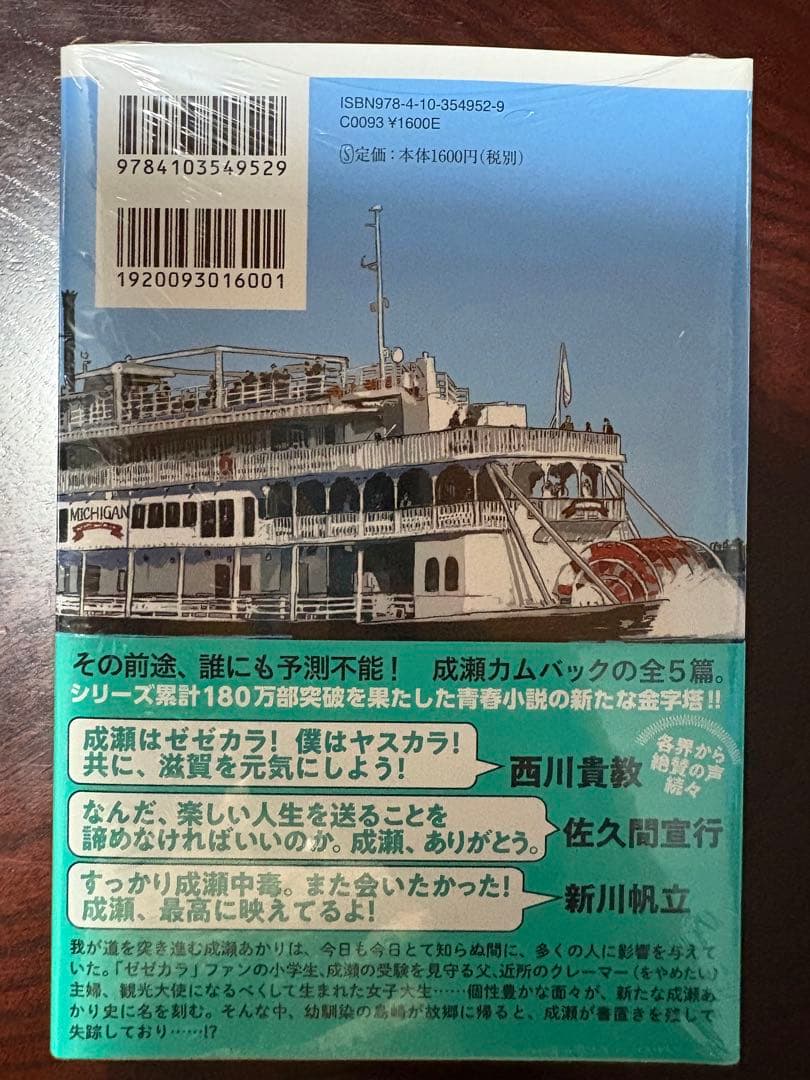 ISBN978-4-10-354952-9
C0093 ¥1600E
Ⓢ定価：本体1600円(税別)
9784103549529
1920093016001
MICHIGAN
その前途、誰にも予測不能！　成瀬カムバックの全5篇。
シリーズ累計180万部突破を果たした青春小説の新たな金字塔!!
各界から
絶賛の声
続々
成瀬はゼゼカラ！僕はヤスカラ！
共に、滋賀を元気にしよう！
西川貴教
なんだ、楽しい人生を送ることを
諦めなければいいのか。成瀬、ありがとう。
佐久間宣行
すっかり成瀬中毒。また会いたかった！
成瀬、最高に映えてるよ！
新川帆立
我が道を突き進む成瀬あかりは、今日も今日とて知らぬ間に、多くの人に影響を与えて
いた。「ゼゼカラ」ファンの小学生、成瀬の受験を見守る父、近所のクレーマー（をやめたい）
主婦、観光大使になるべくして生まれた女子大生……個性豊かな面々が、新たな成瀬あ
かり史に名を刻む。そんな中、幼馴染の島崎が故郷に帰ると、成瀬が書置きを残して
失踪しており……!?